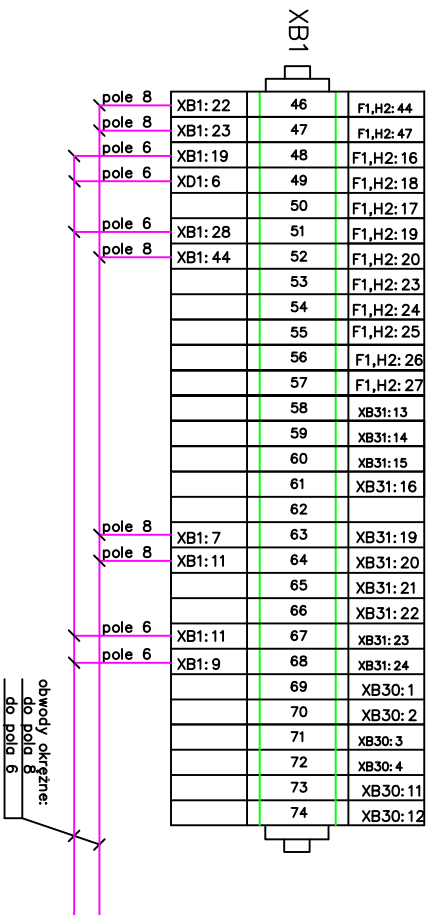 XB1
pole 8 XB1:22 46 F1,H2:44
pole 8 XB1:23 47 F1,H2:47
pole 6 XB1:19 48 F1,H2:16
pole 6 XD1:6 49 F1,H2:18
50 F1,H2:17
pole 6 XB1:28 51 F1,H2:19
pole 8 XB1:44 52 F1,H2:20
53 F1,H2:23
54 F1,H2:24
55 F1,H2:25
56 F1,H2:26
57 F1,H2:27
58 XB31:13
59 XB31:14
60 XB31:15
61 XB31:16
62
pole 8 XB1:7 63 XB31:19
pole 8 XB1:11 64 XB31:20
65 XB31:21
66 XB31:22
pole 6 XB1:11 67 XB31:23
pole 6 XB1:9 68 XB31:24
69 XB30:1
70 XB30:2
71 XB30:3
72 XB30:4
73 XB30:11
74 XB30:12
obwody okrężne:
do pola 8
do pola 6